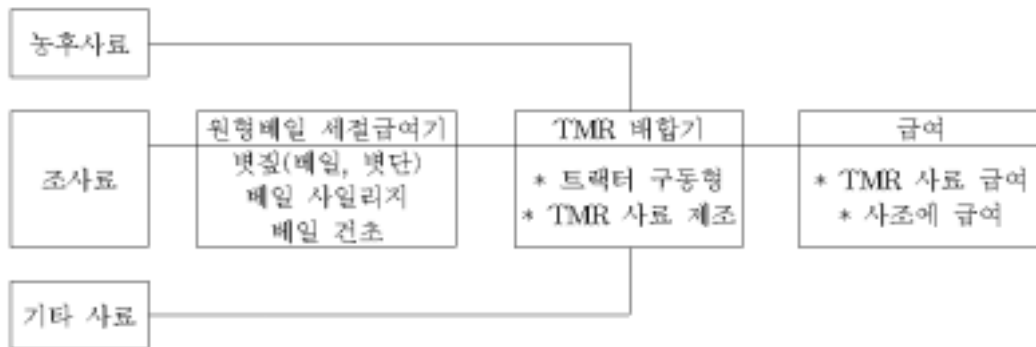 농후사료
조사료
원형베일 세절급여기
볏짚(베일, 볏단)
베일 사일리지
베일 건초
TMR 배합기
* 트랙터 구동형
* TMR 사료 제조
급여
* TMR 사료 급여
* 사조에 급여
기타 사료